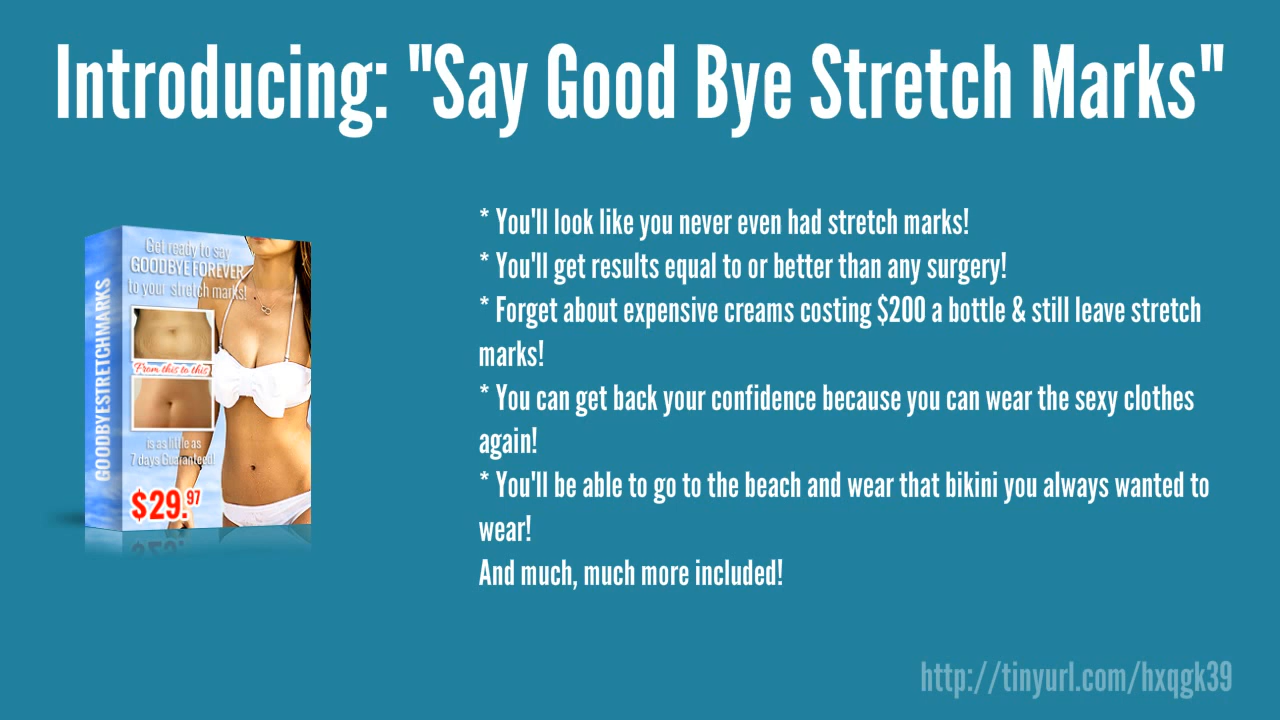 Introducing: "Say Good Bye Stretch Marks"
GOODBYESTRETCHMARKS
Get ready to say
GOODBYE FOREVER
to your stretch marks!
From this to this
is as little as
7 days Guaranteed!
$29.97
* You'll look like you never even had stretch marks!
* You'll get results equal to or better than any surgery!
* Forget about expensive creams costing $200 a bottle & still leave stretch
marks!
* You can get back your confidence because you can wear the sexy clothes
again!
* You'll be able to go to the beach and wear that bikini you always wanted to
wear!
And much, much more included!
http://tinyurl.com/hxqgk39